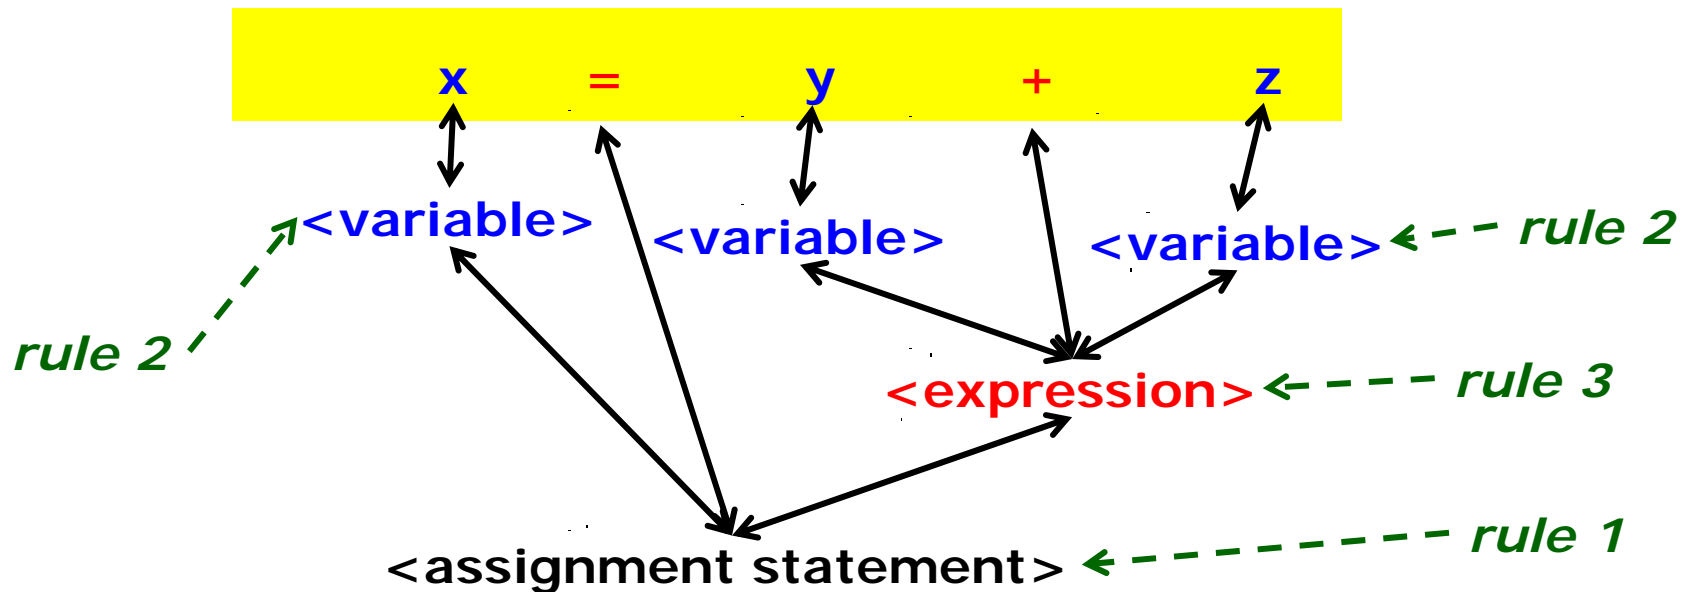 x = y + z
<variable> <variable> <variable> rule 2
rule 2
<expression> rule 3
<assignment statement> rule 1